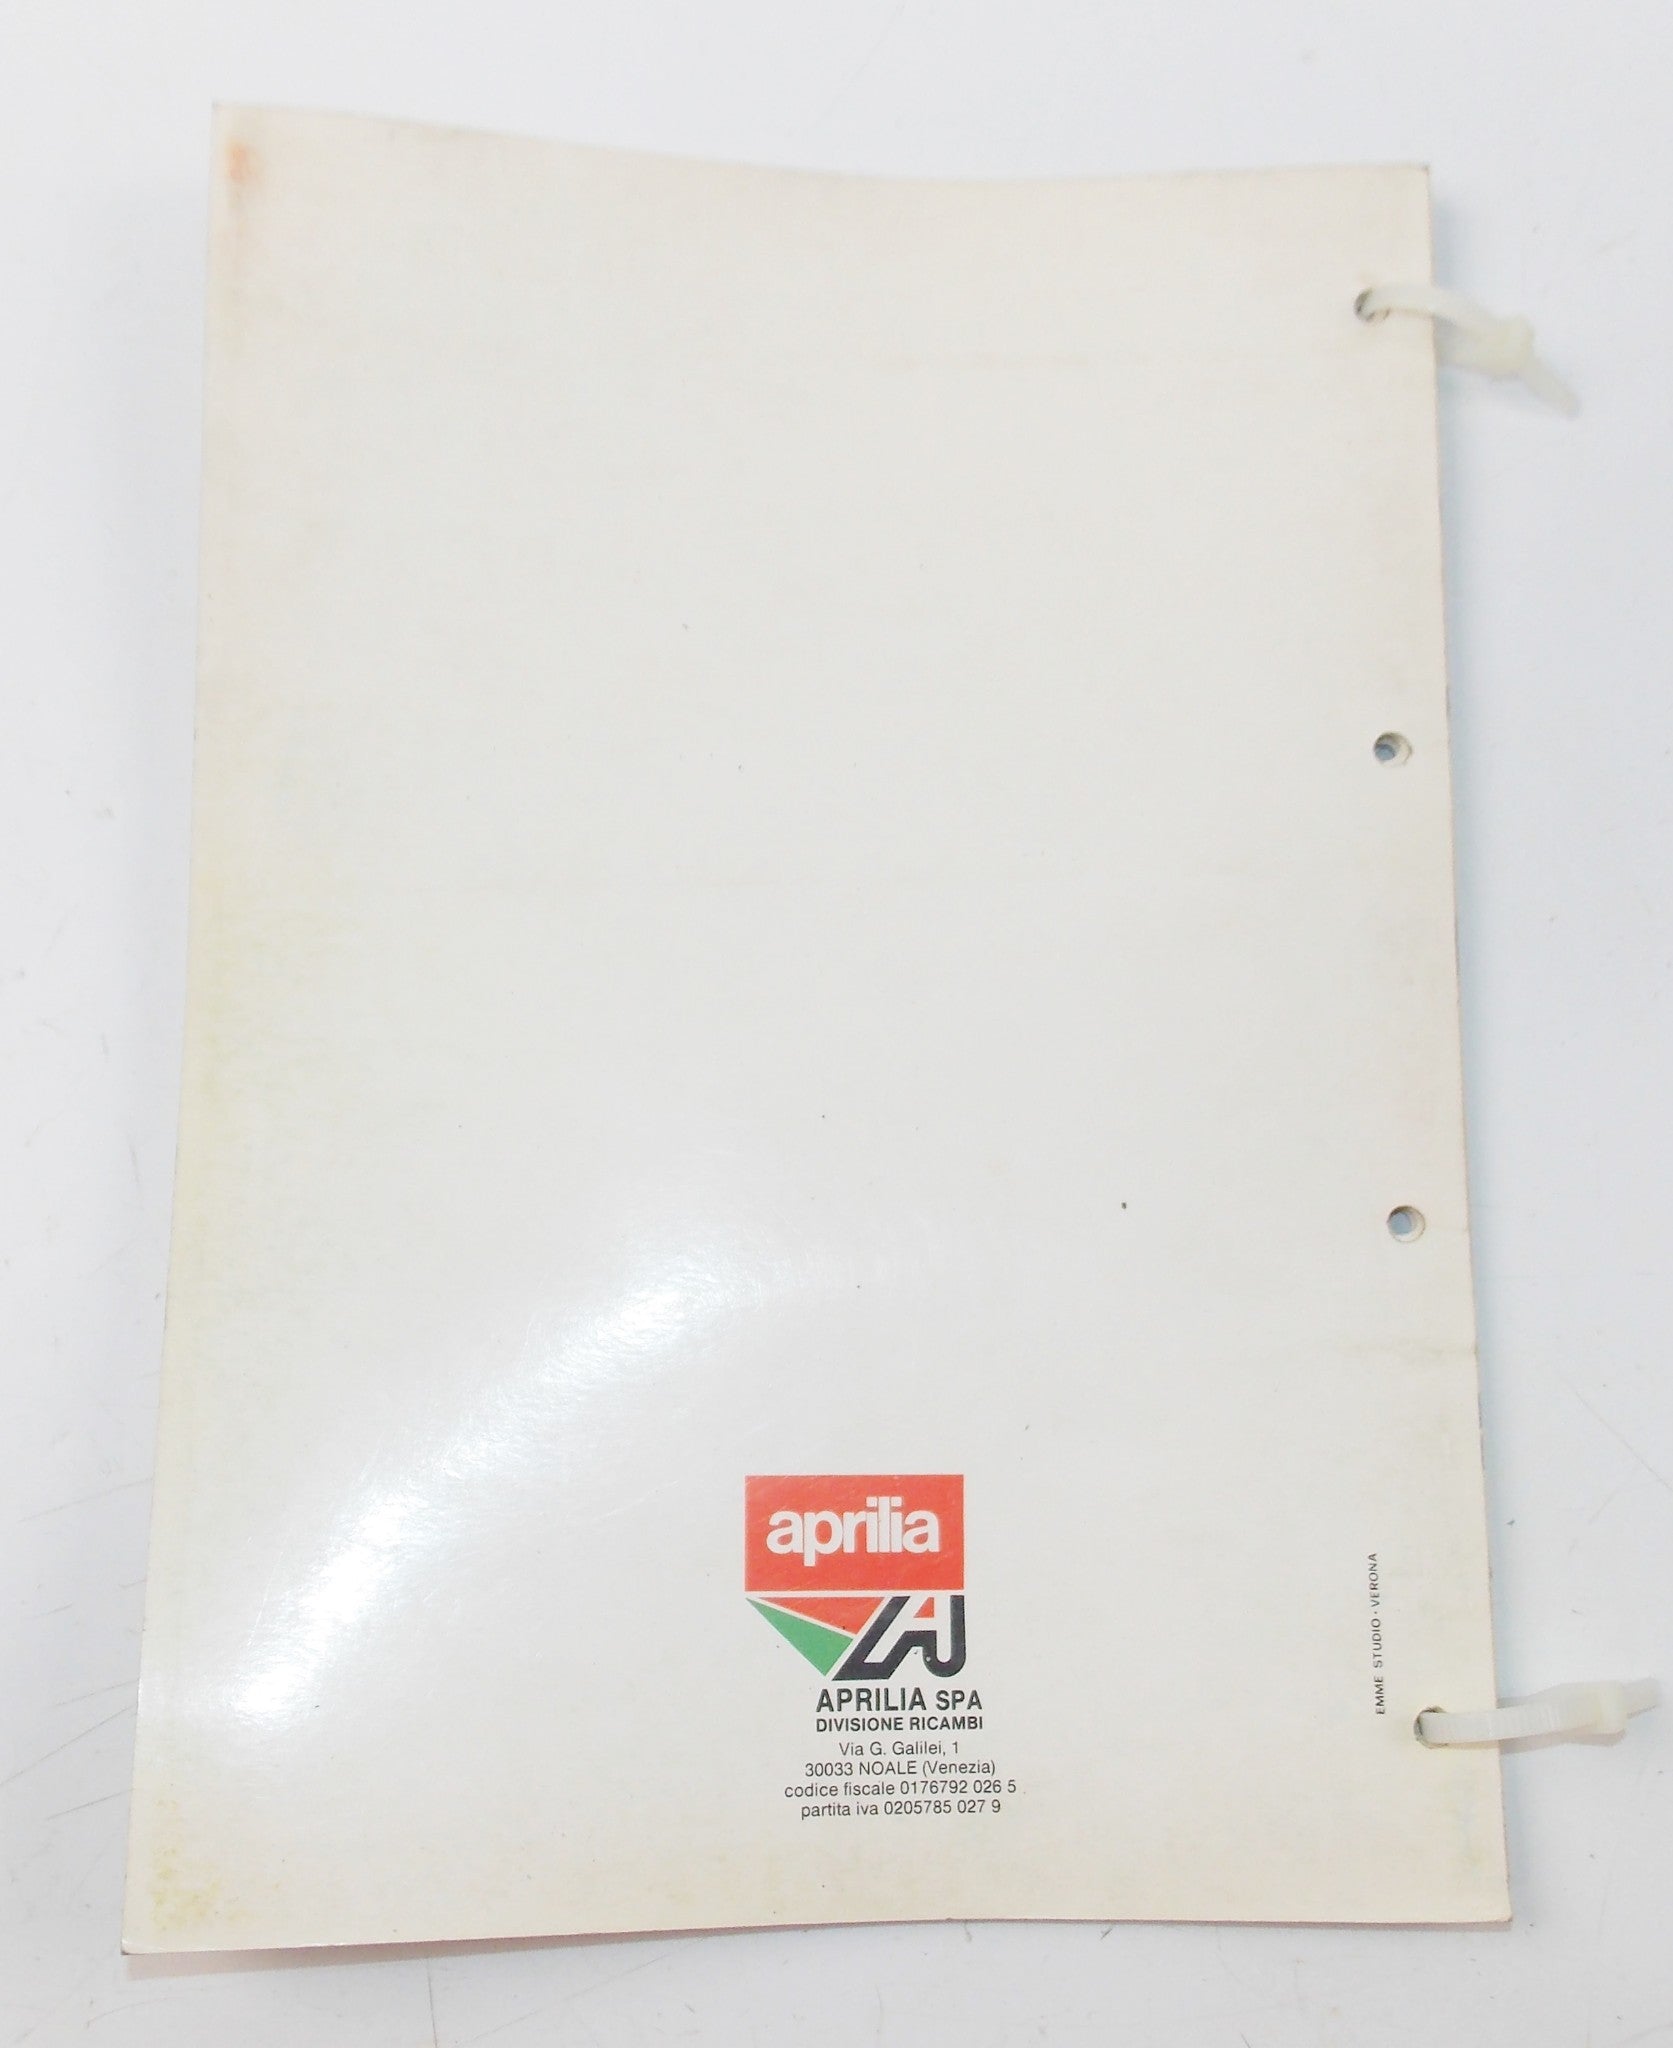 aprilia
APRILIA SPA
DIVISIONE RICAMBI
Via G. Galilei, 1
30033 NOALE (Venezia)
codice fiscale 0176792 026 5
partita iva 0205785 027 9
EMME STUDIO - VERONA